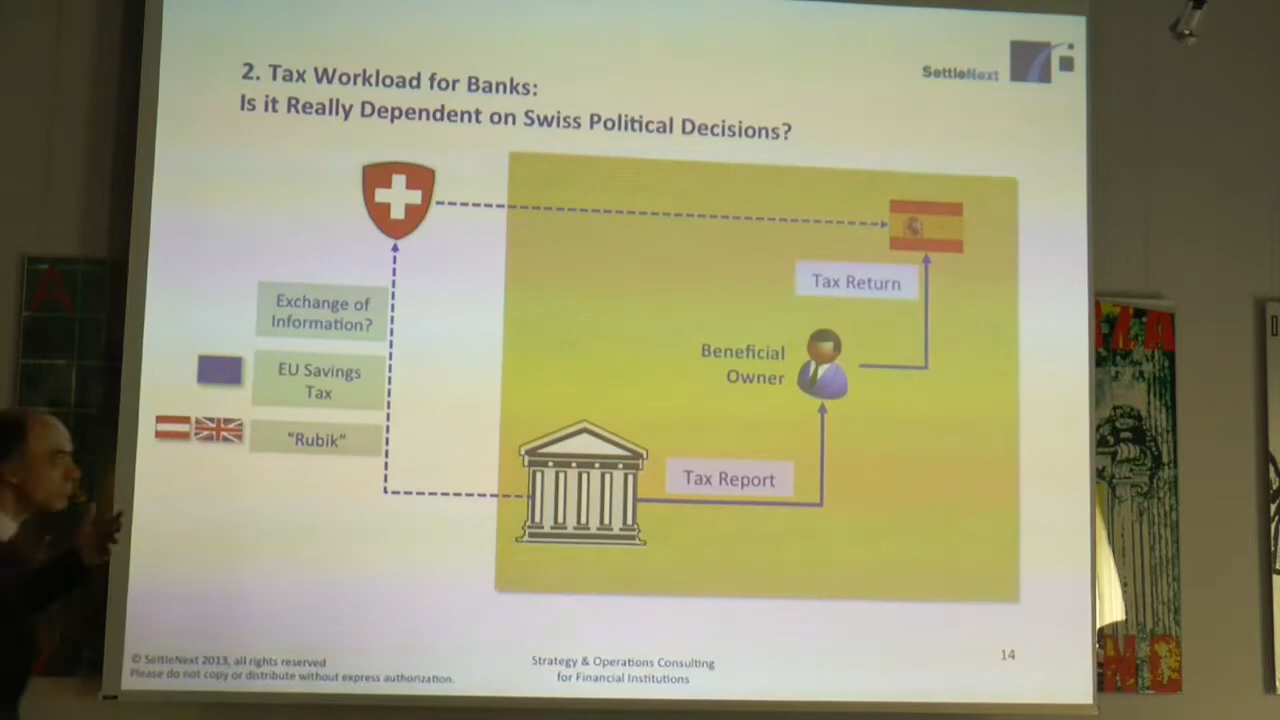 2. Tax Workload for Banks:
Is it Really Dependent on Swiss Political Decisions?
SettleNext
Exchange of
Information?
EU Savings
Tax
"Rubik"
Tax Return
Beneficial
Owner
Tax Report
© SettleNext 2013, all rights reserved
Please do not copy or distribute without express authorization.
Strategy & Operations Consulting
for Financial Institutions
14